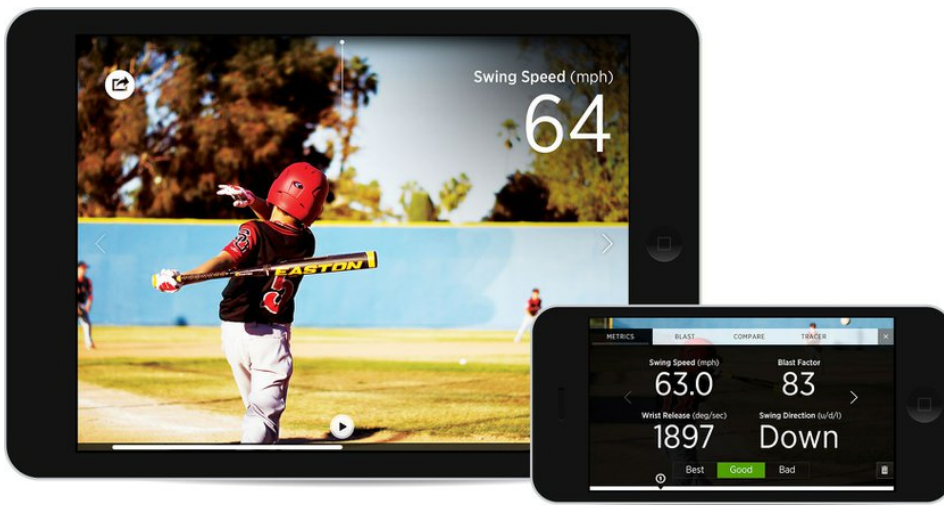 Swing Speed (mph)
64
EASTON
5
METRICS BLAST COMPARE TRACER ×
Swing Speed (mph) Blast Factor
63.0 83
Wrist Release (deg/sec) Swing Direction (u/d/l)
1897 Down
Best Good Bad